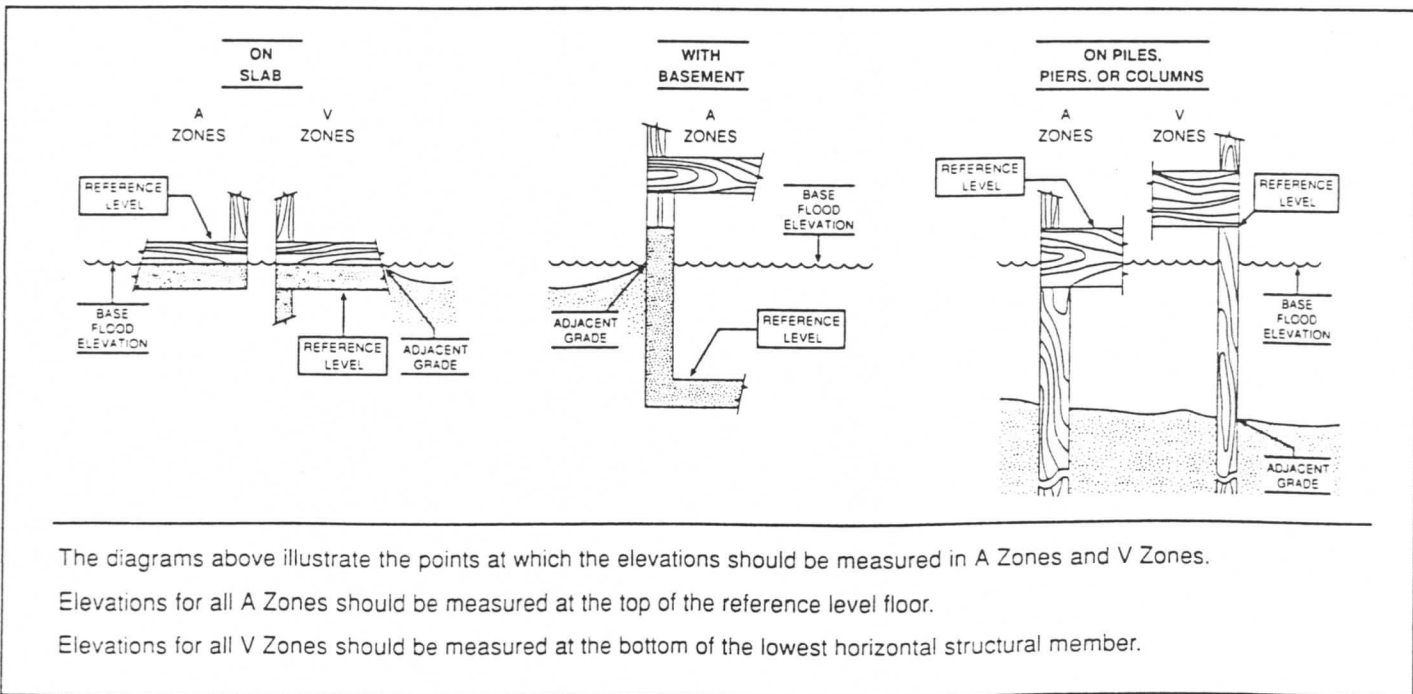 ON
SLAB
A
ZONES
V
ZONES
REFERENCE
LEVEL
BASE
FLOOD
ELEVATION
REFERENCE
LEVEL
ADJACENT
GRADE
WITH
BASEMENT
A
ZONES
BASE
FLOOD
ELEVATION
ADJACENT
GRADE
REFERENCE
LEVEL
ON PILES,
PIERS, OR COLUMNS
A
ZONES
V
ZONES
REFERENCE
LEVEL
REFERENCE
LEVEL
BASE
FLOOD
ELEVATION
ADJACENT
GRADE
The diagrams above illustrate the points at which the elevations should be measured in A Zones and V Zones.
Elevations for all A Zones should be measured at the top of the reference level floor.
Elevations for all V Zones should be measured at the bottom of the lowest horizontal structural member.